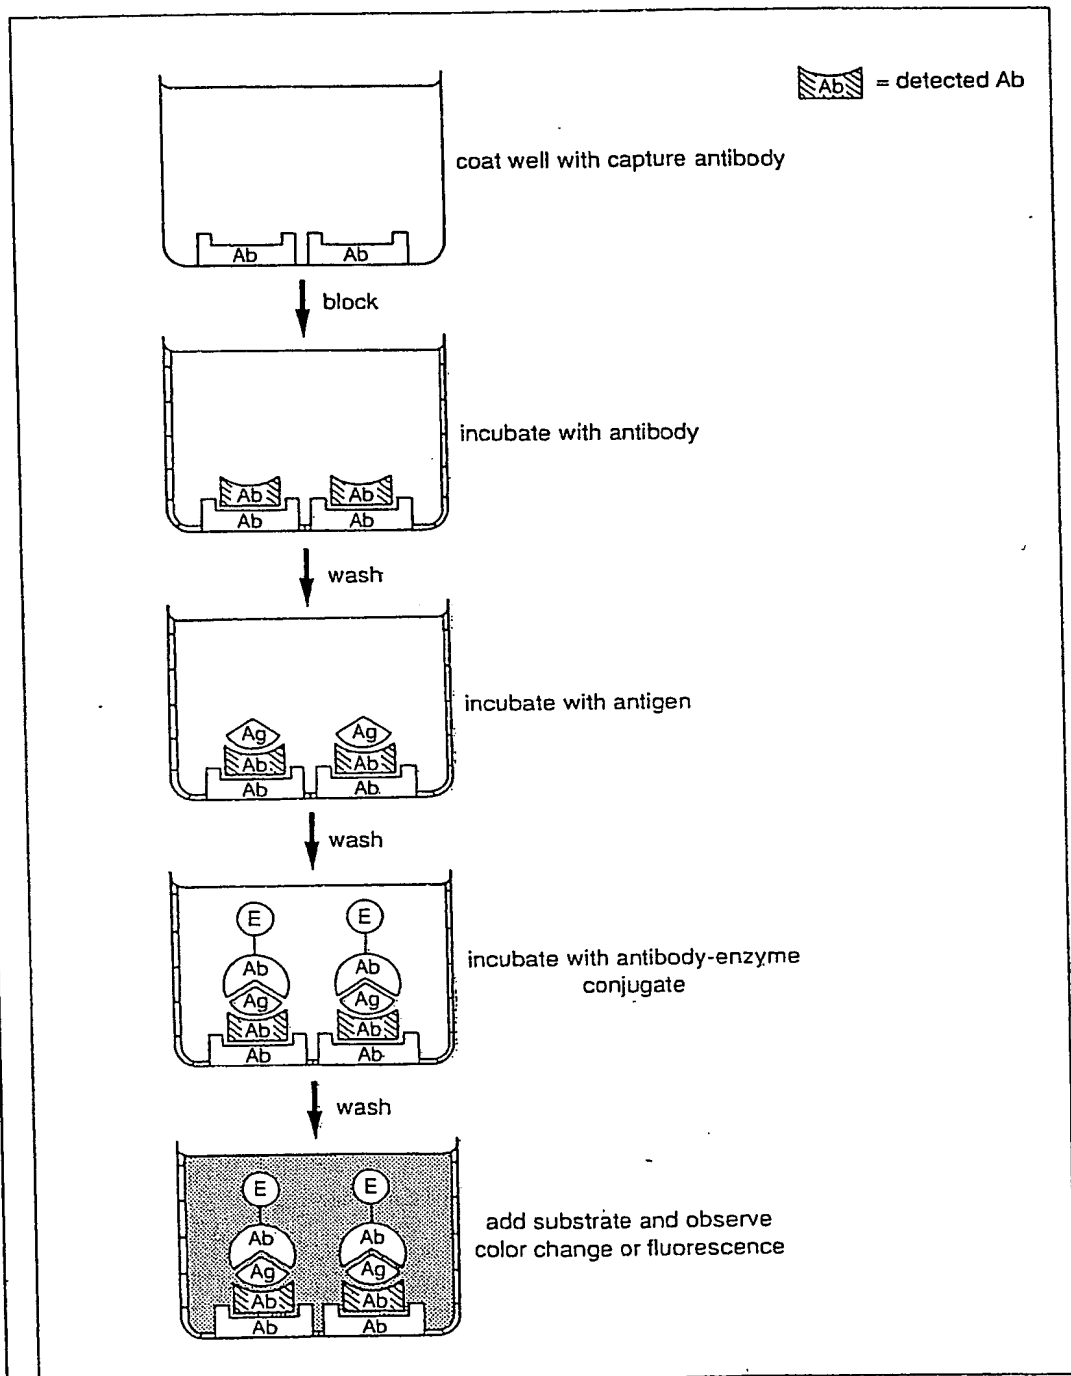 Ab = detected Ab
coat well with capture antibody
Ab Ab
block
incubate with antibody
Ab Ab
Ab Ab
wash
incubate with antigen
Ag Ag
Ab Ab
Ab Ab
wash
E E
incubate with antibody-enzyme
conjugate
Ab Ab
Ag Ag
Ab Ab
Ab Ab
wash
E E
add substrate and observe
color change or fluorescence
Ab Ab
Ag Ag
Ab Ab
Ab Ab